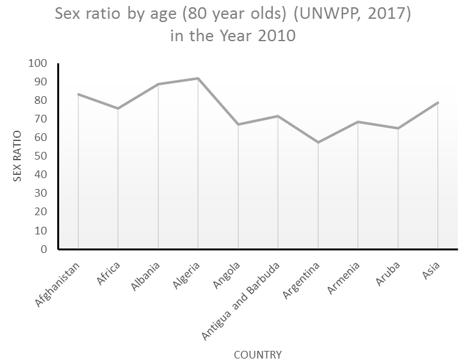 Sex ratio by age (80 year olds) (UNWPP, 2017)
in the Year 2010
SEX RATIO
100
90
80
70
60
50
40
30
20
10
0
Afghanistan
Africa
Albania
Algeria
Angola
Antigua and Barbuda
Argentina
Armenia
Aruba
Asia
COUNTRY